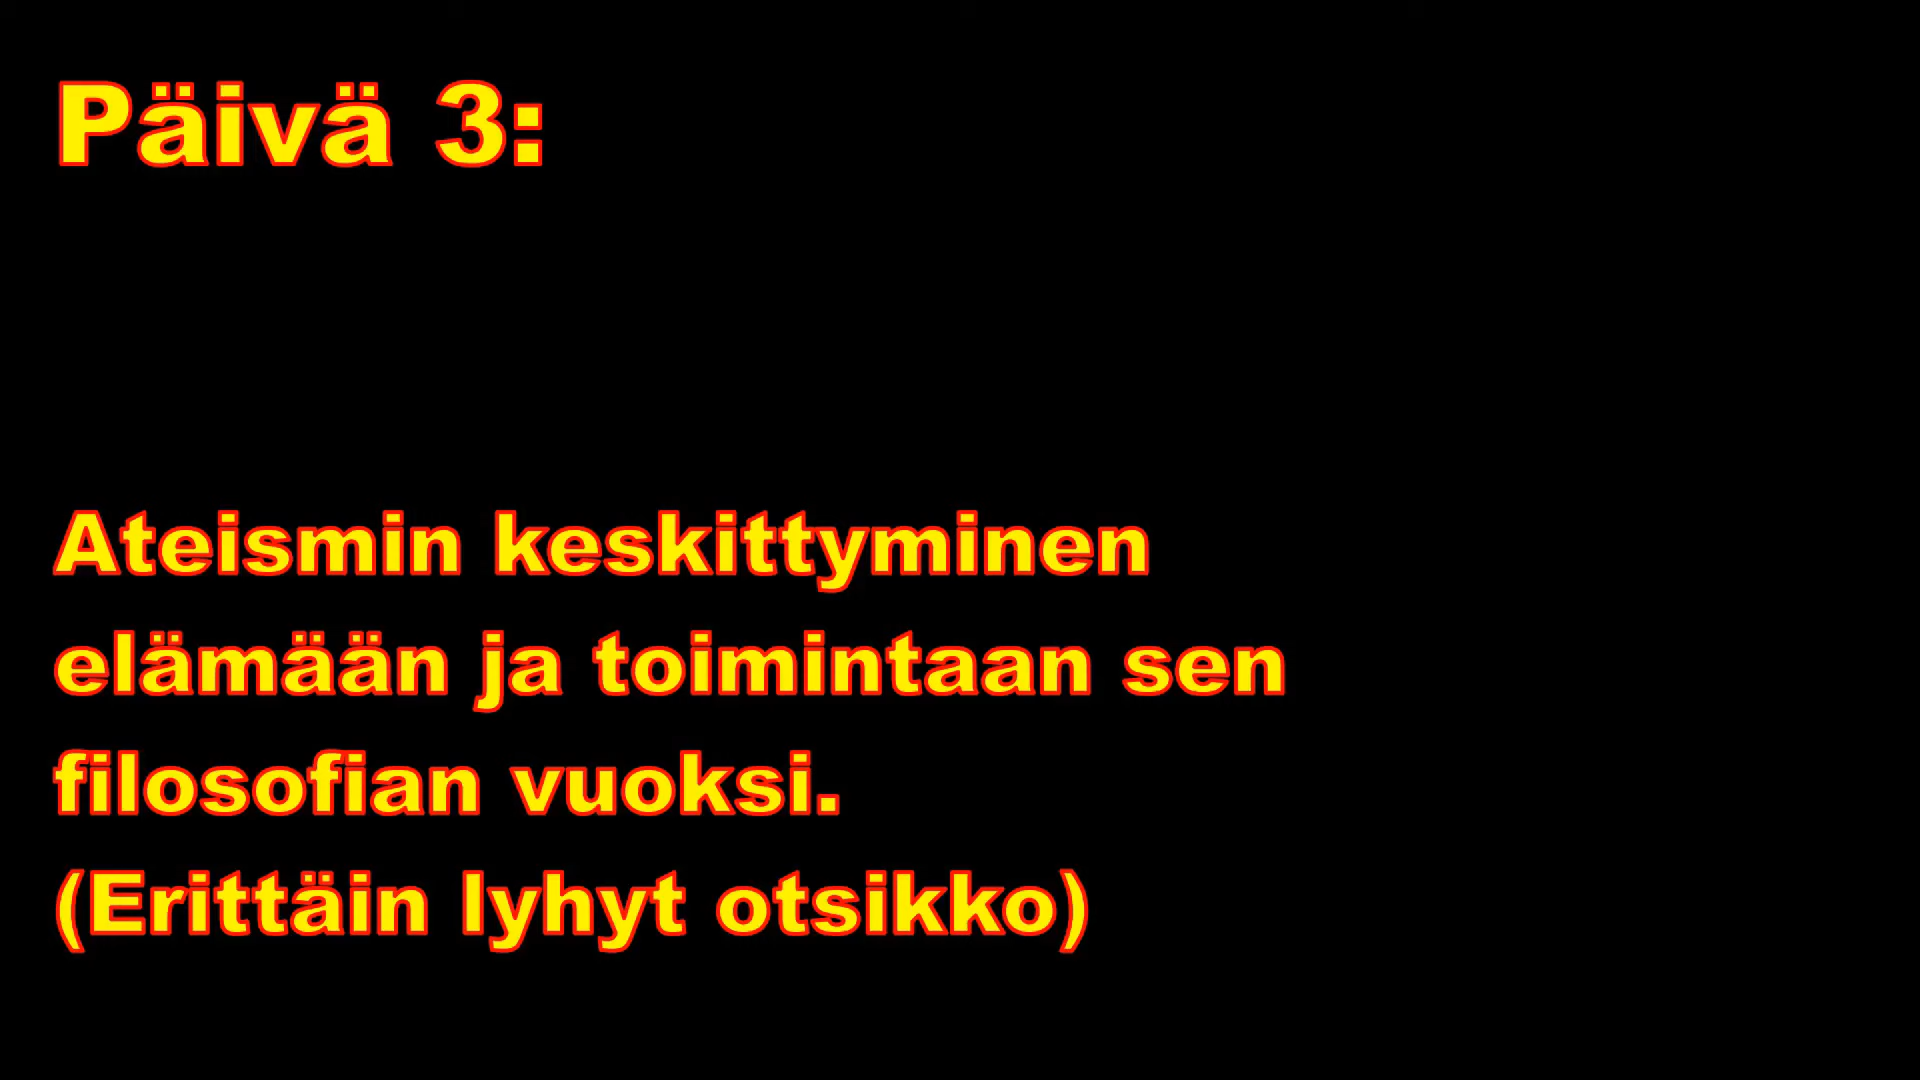 Päivä 3:
Ateismin keskittyminen
elämään ja toimintaan sen
filosofian vuoksi.
(Erittäin lyhyt otsikko)